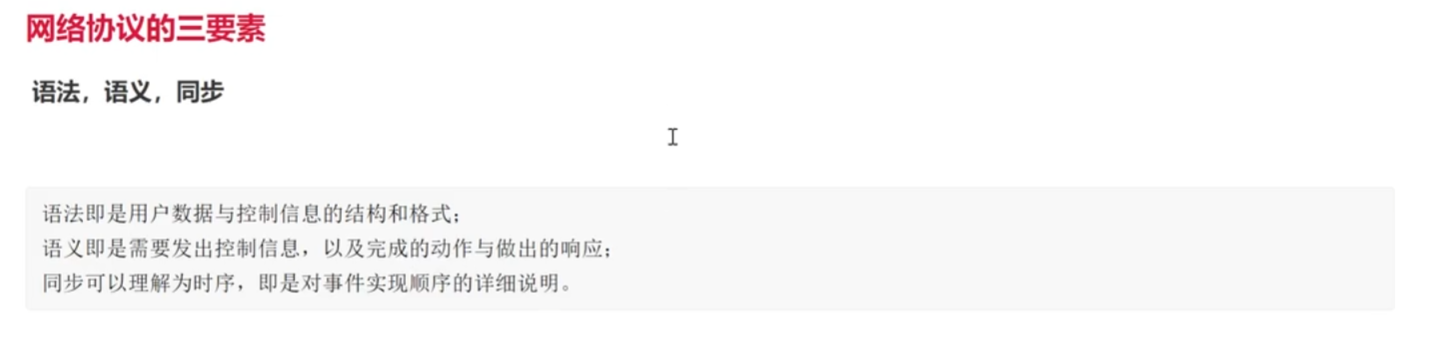 网络协议的三要素
语法，语义，同步
语法即是用户数据与控制信息的结构和格式；
语义即是需要发出控制信息，以及完成的动作与做出的响应；
同步可以理解为时序，即是对事件实现顺序的详细说明。